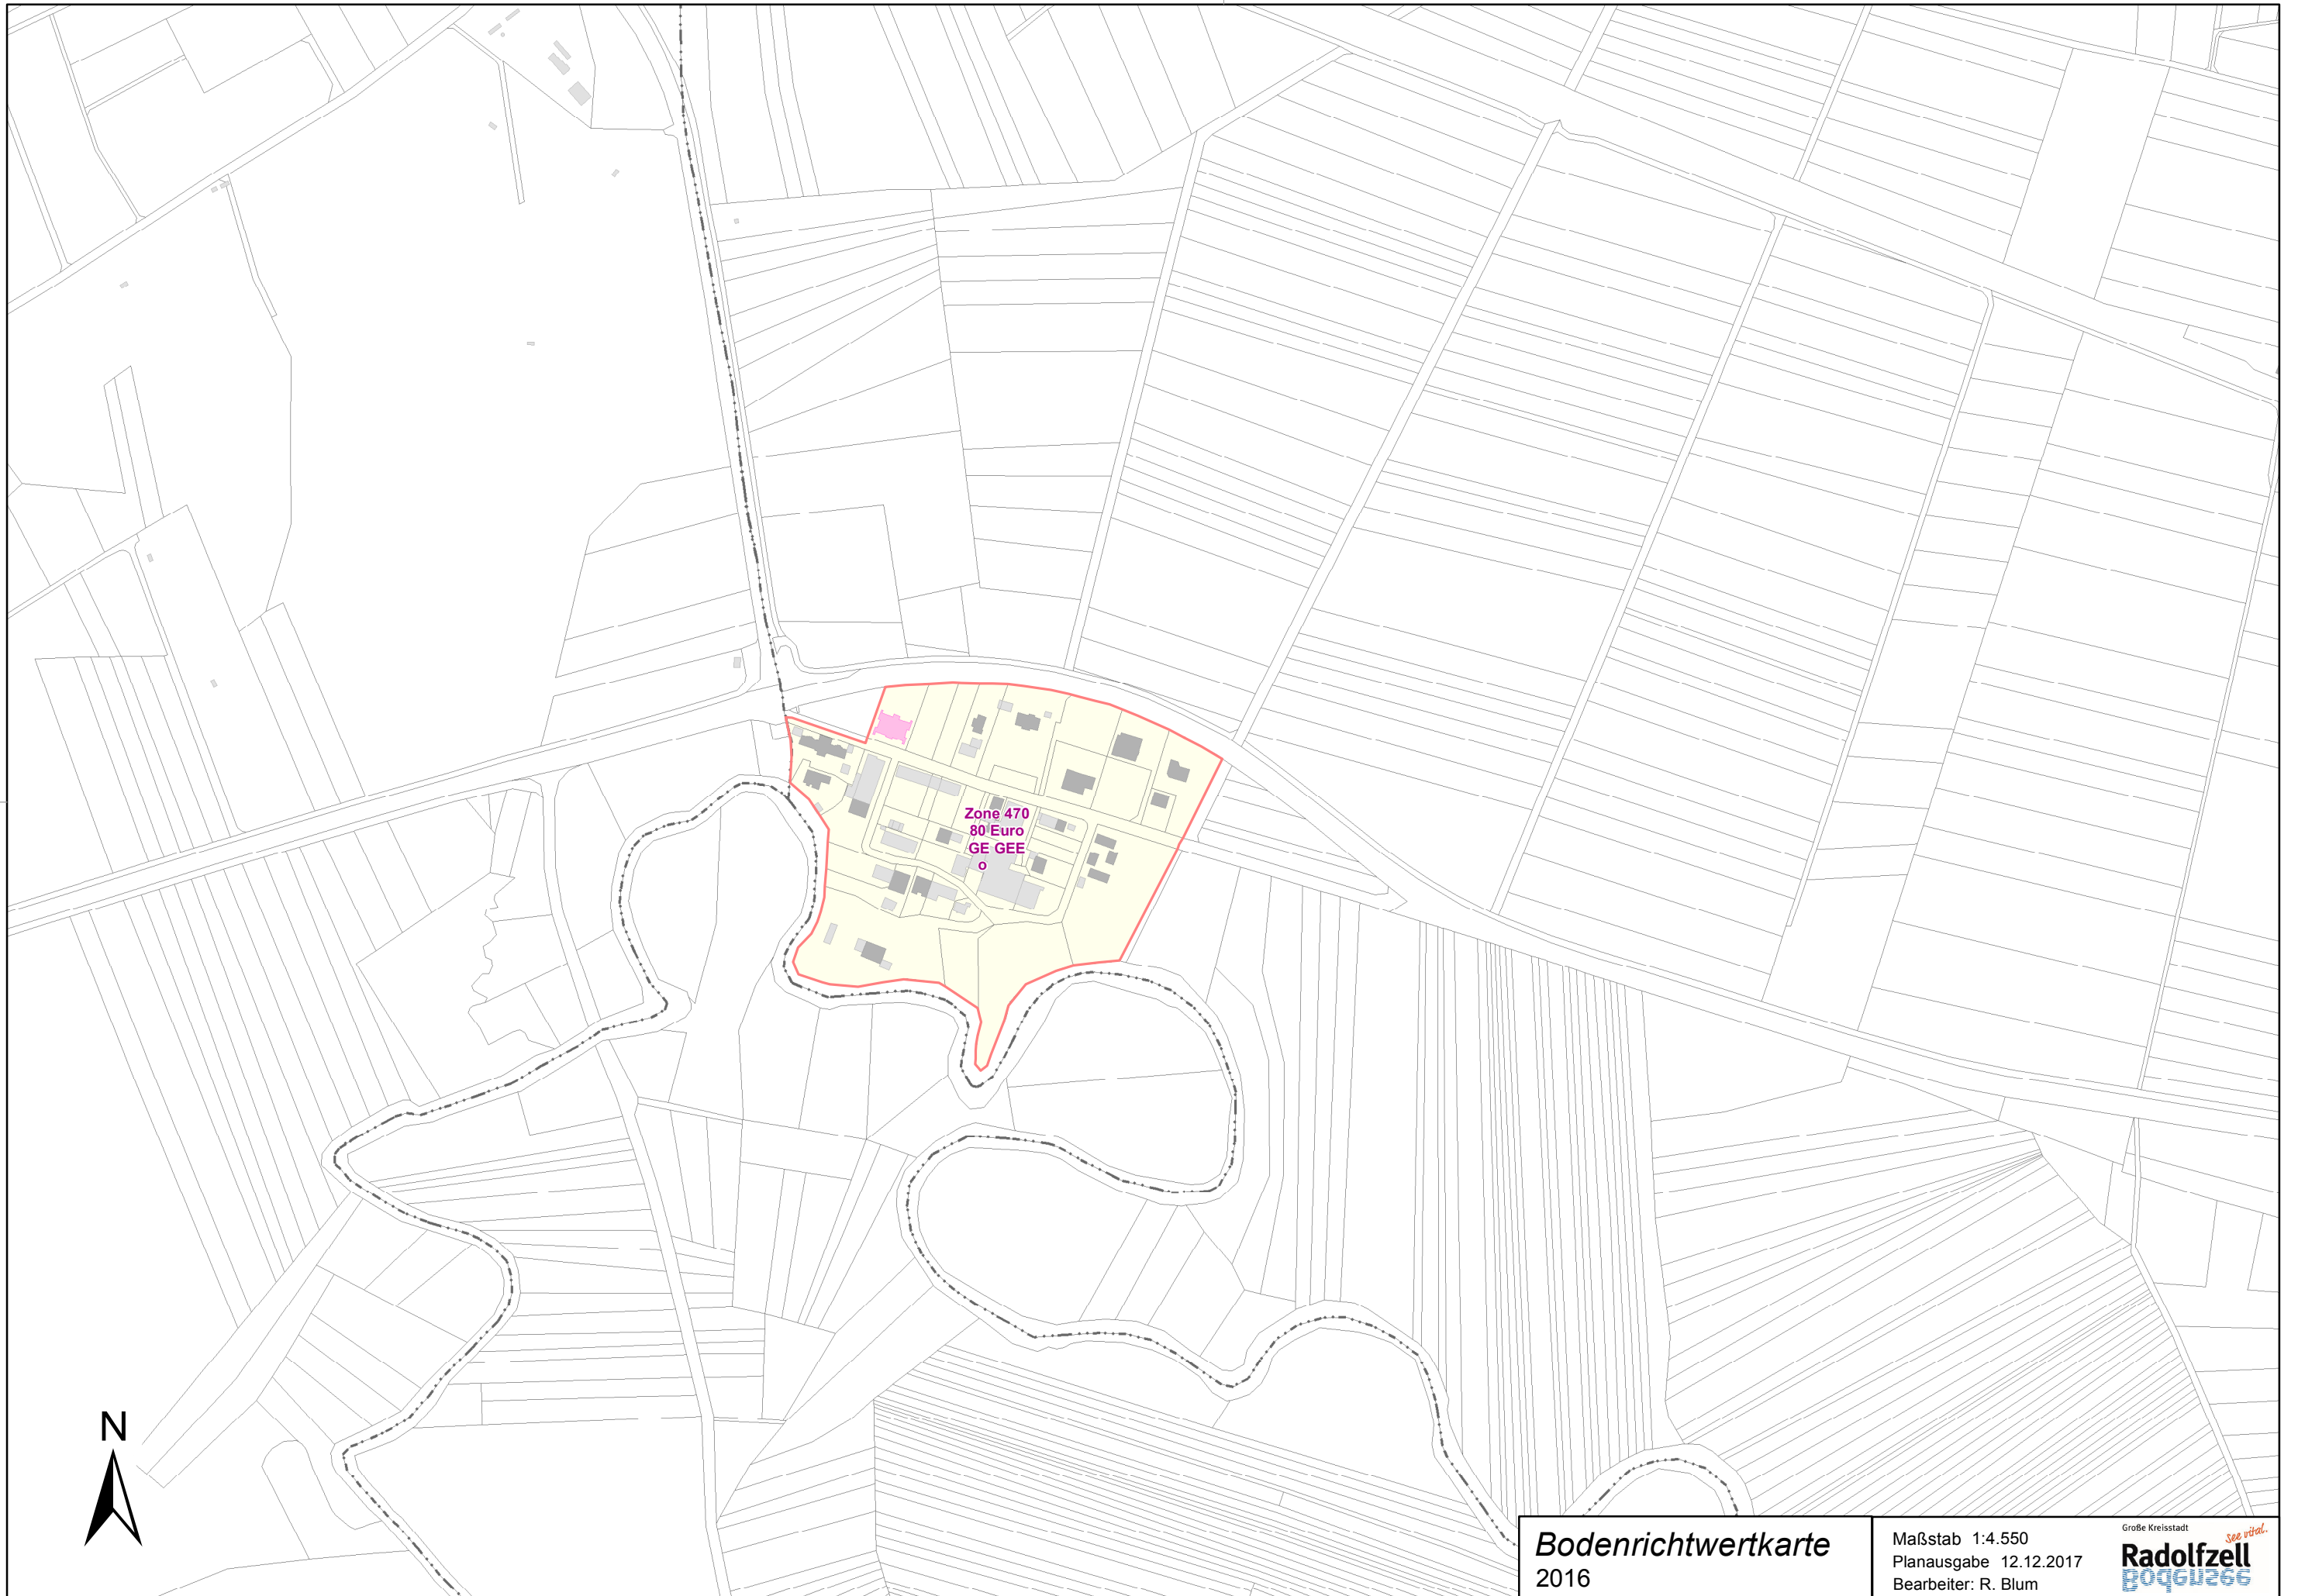 Zone 470
80 Euro
GE GEE
o
N
Bodenrichtwertkarte
2016
Maßstab 1:4.550
Planausgabe 12.12.2017
Bearbeiter: R. Blum
Große Kreisstadt
see vital.
Radolfzell
Bodensee